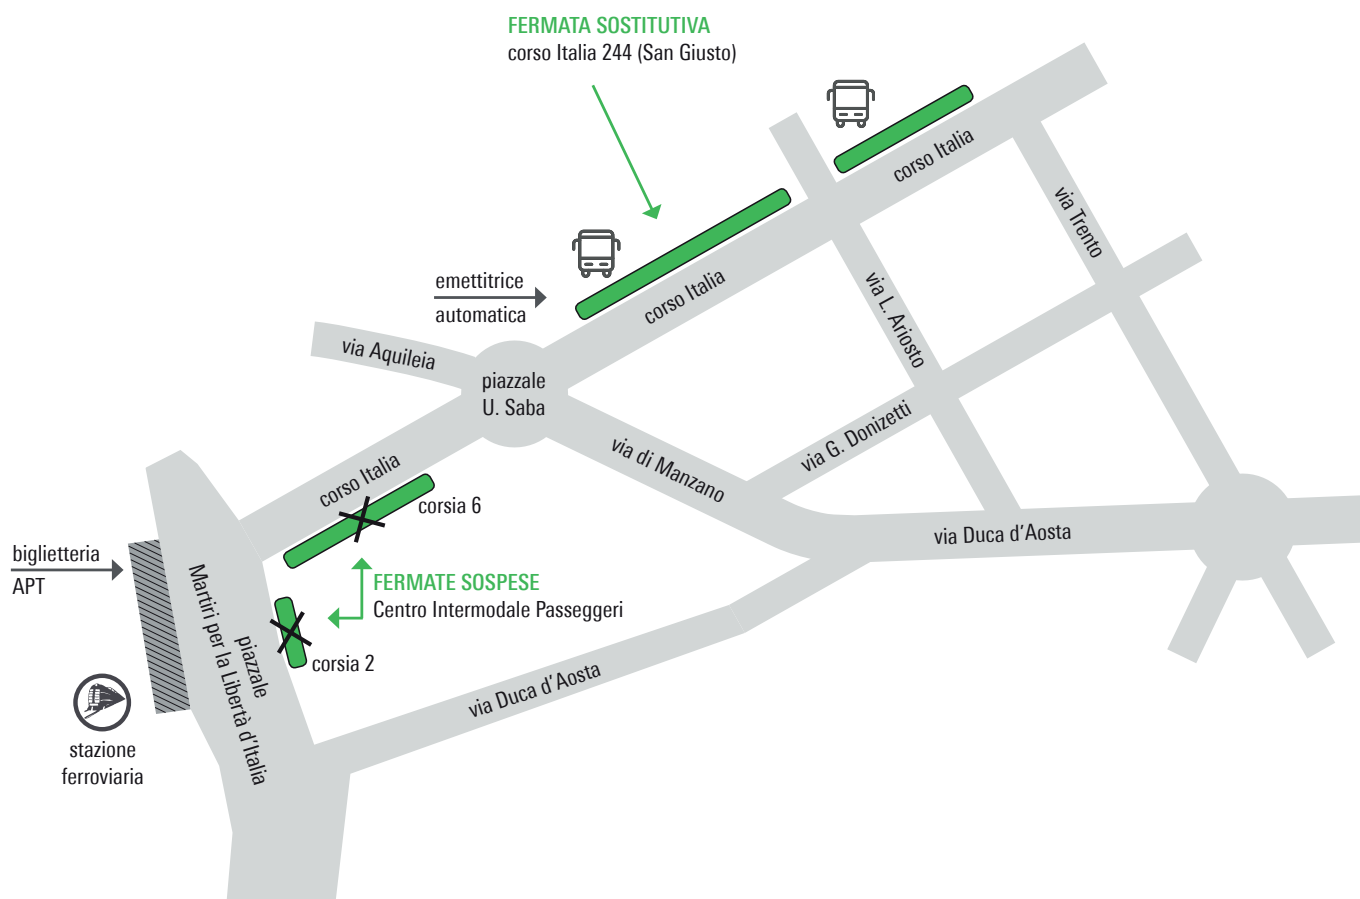 FERMATA SOSTITUTIVA
corso Italia 244 (San Giusto)
corso Italia
via Trento
emettitrice
automatica
corso Italia
via L. Ariosto
via Aquileia
piazzale
U. Saba
via G. Donizetti
via di Manzano
corso Italia
corsia 6
via Duca d'Aosta
biglietteria
APT
FERMATE SOSPESE
Centro Intermodale Passeggeri
piazzale
Martiri per la Libertà d'Italia
corsia 2
via Duca d'Aosta
stazione
ferroviaria